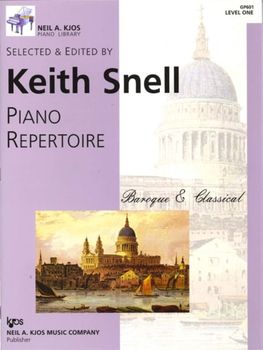 NEIL A. KJOS
PIANO LIBRARY
GP601
LEVEL ONE
SELECTED & EDITED BY
Keith Snell
PIANO
REPERTOIRE
Baroque & Classical
KJOS
NEIL A. KJOS MUSIC COMPANY
Publisher